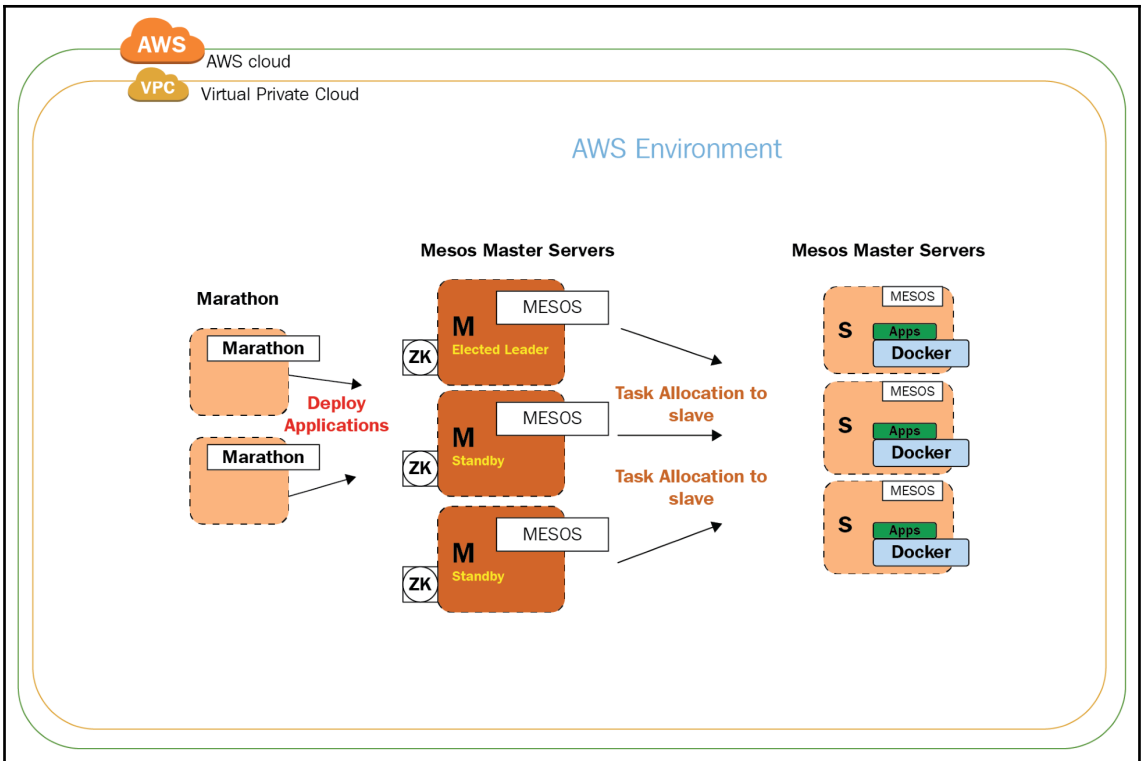 AWS
AWS cloud
VPC
Virtual Private Cloud
AWS Environment
Marathon
Marathon
Marathon
Deploy
Applications
Mesos Master Servers
MESOS
M
Elected Leader
ZK
MESOS
M
Standby
ZK
MESOS
M
Standby
ZK
Task Allocation to
slave
Task Allocation to
slave
Mesos Master Servers
MESOS
S
Apps
Docker
MESOS
S
Apps
Docker
MESOS
S
Apps
Docker